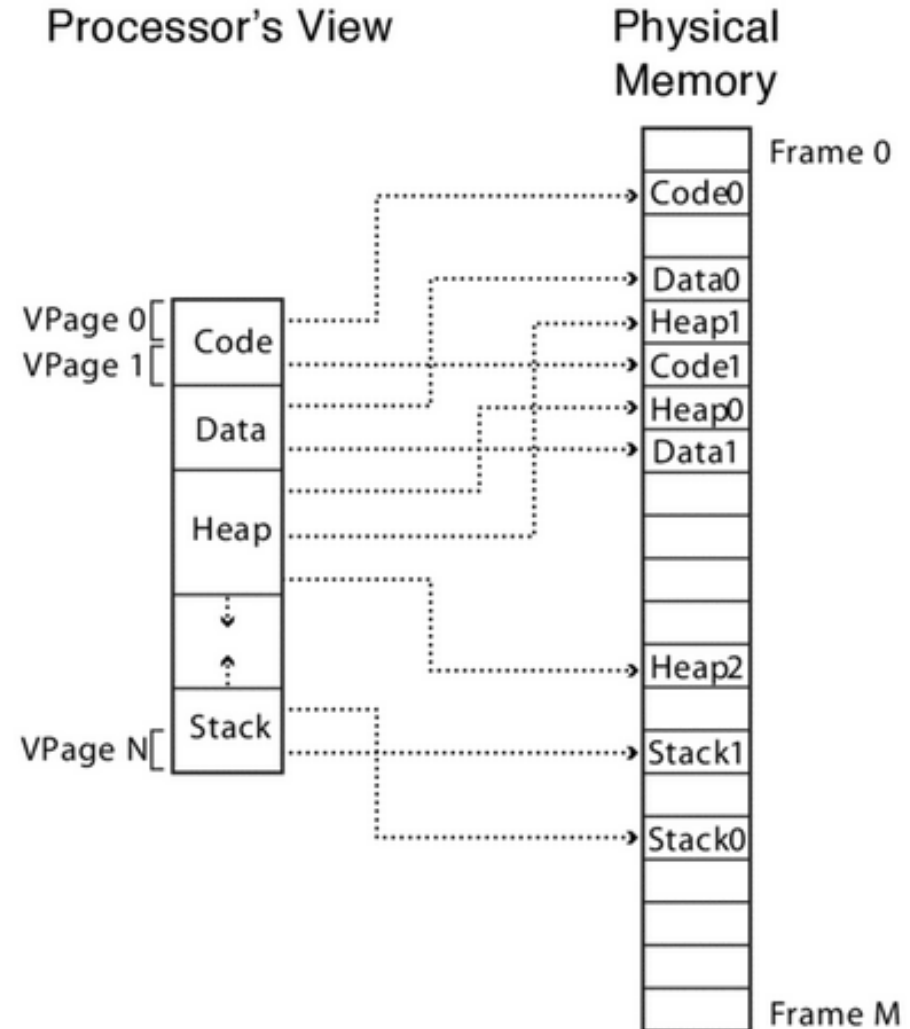 Processor's View
Physical
Memory
Frame 0
Code0
Data0
Heap1
Code1
Heap0
Data1
Heap2
Stack1
Stack0
Frame M
VPage 0
VPage 1
Code
Data
Heap
Stack
VPage N